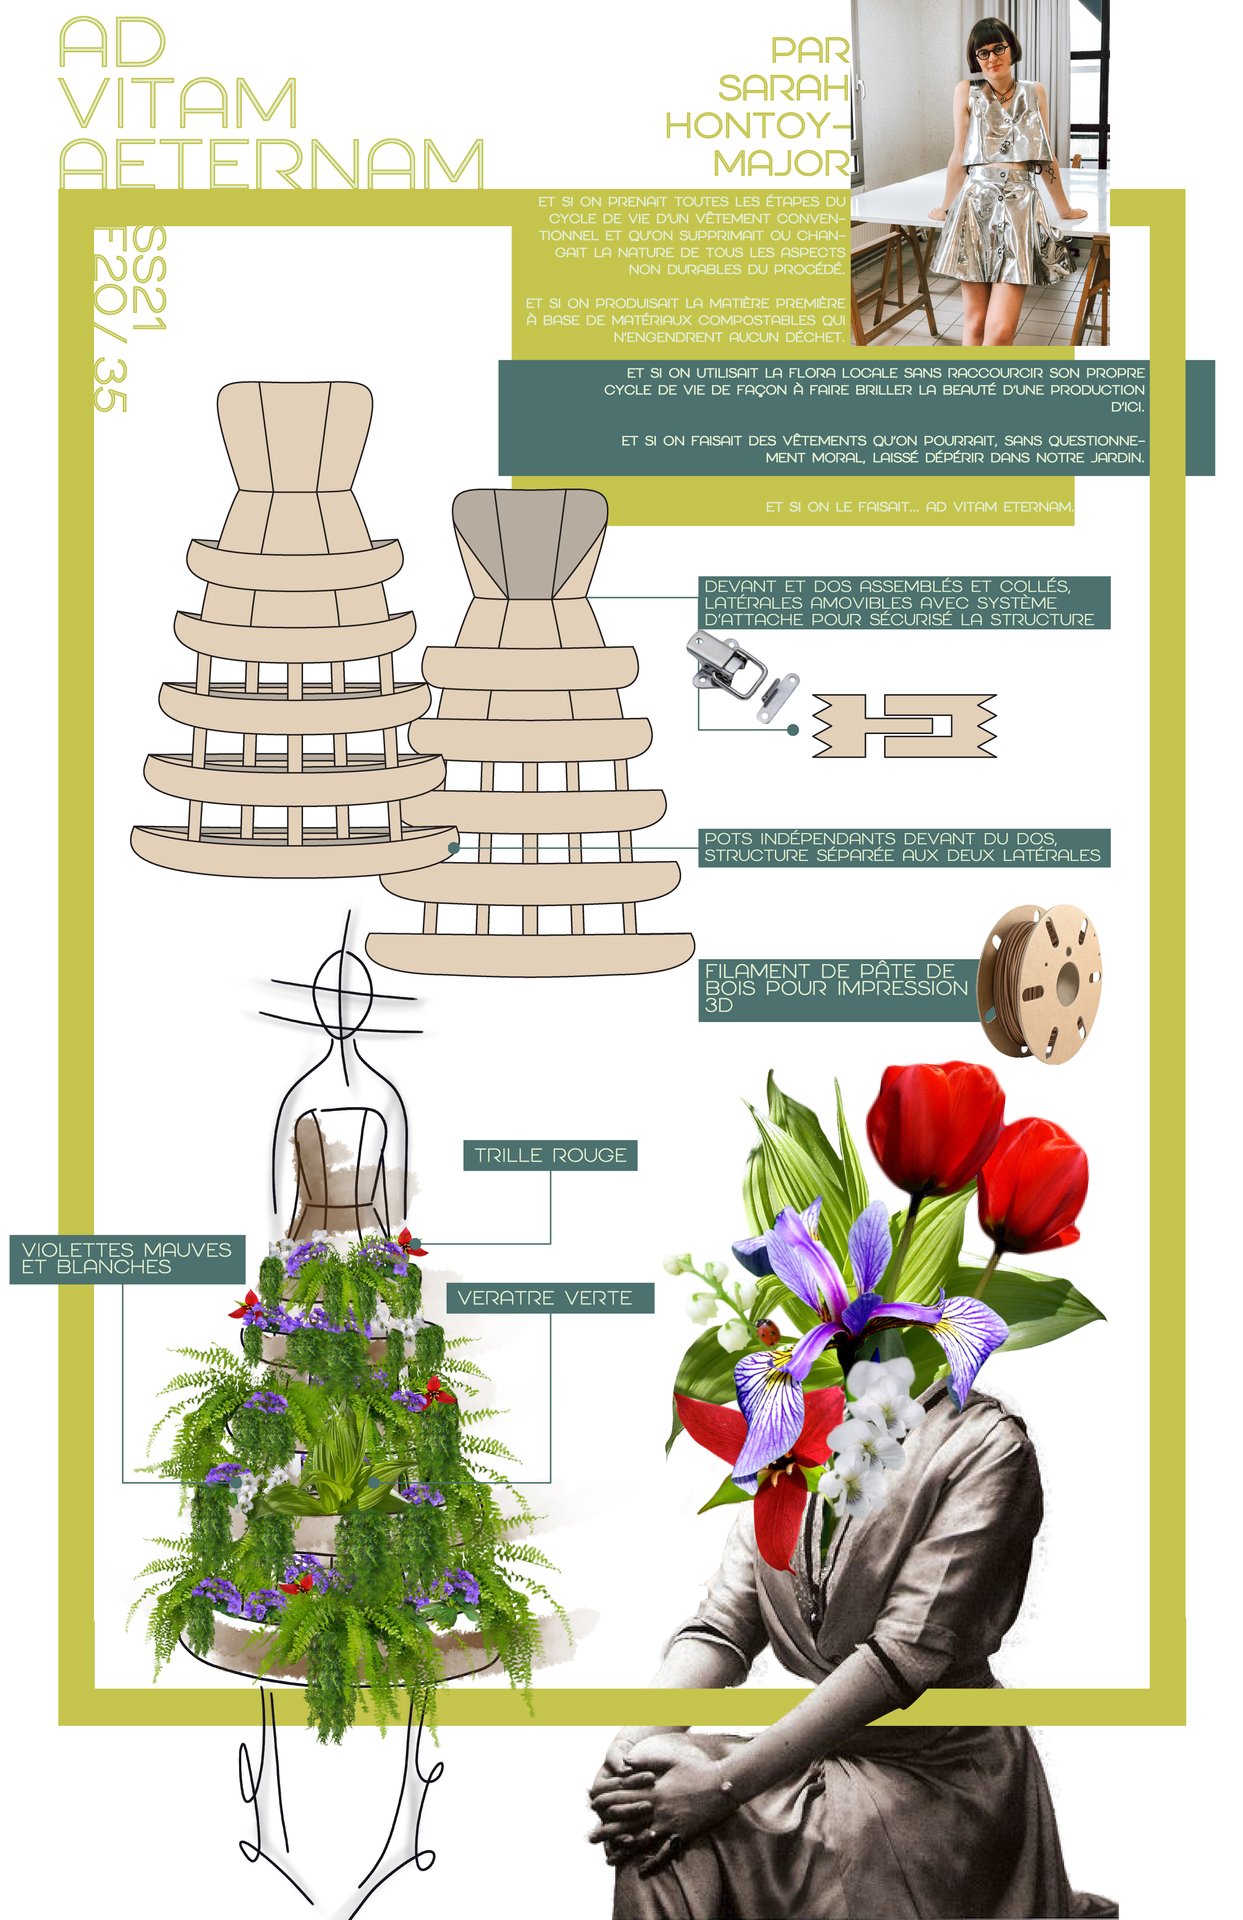 AD
VITAM
AETERNAM
PAR
SARAH
HONTOY-
MAJOR
SS21
F20/ 35
ET SI ON PRENAIT TOUTES LES ÉTAPES DU
CYCLE DE VIE D'UN VÊTEMENT CONVEN-
TIONNEL ET QU'ON SUPPRIMAIT OU CHAN-
GAIT LA NATURE DE TOUS LES ASPECTS
NON DURABLES DU PROCÉDÉ.
ET SI ON PRODUISAIT LA MATIÈRE PREMIÈRE
À BASE DE MATÉRIAUX COMPOSTABLES QUI
N'ENGENDRENT AUCUN DÉCHET.
ET SI ON UTILISAIT LA FLORA LOCALE SANS RACCOURCIR SON PROPRE
CYCLE DE VIE DE FAÇON À FAIRE BRILLER LA BEAUTÉ D'UNE PRODUCTION
D'ICI.
ET SI ON FAISAIT DES VÊTEMENTS QU'ON POURRAIT, SANS QUESTIONNE-
MENT MORAL, LAISSÉ DÉPÉRIR DANS NOTRE JARDIN.
ET SI ON LE FAISAIT... AD VITAM ETERNAM.
DEVANT ET DOS ASSEMBLÉS ET COLLÉS,
LATÉRALES AMOVIBLES AVEC SYSTÈME
D'ATTACHE POUR SÉCURISÉ LA STRUCTURE
POTS INDÉPENDANTS DEVANT DU DOS,
STRUCTURE SÉPARÉE AUX DEUX LATÉRALES
FILAMENT DE PÂTE DE
BOIS POUR IMPRESSION
3D
TRILLE ROUGE
VIOLETTES MAUVES
ET BLANCHES
VERATRE VERTE